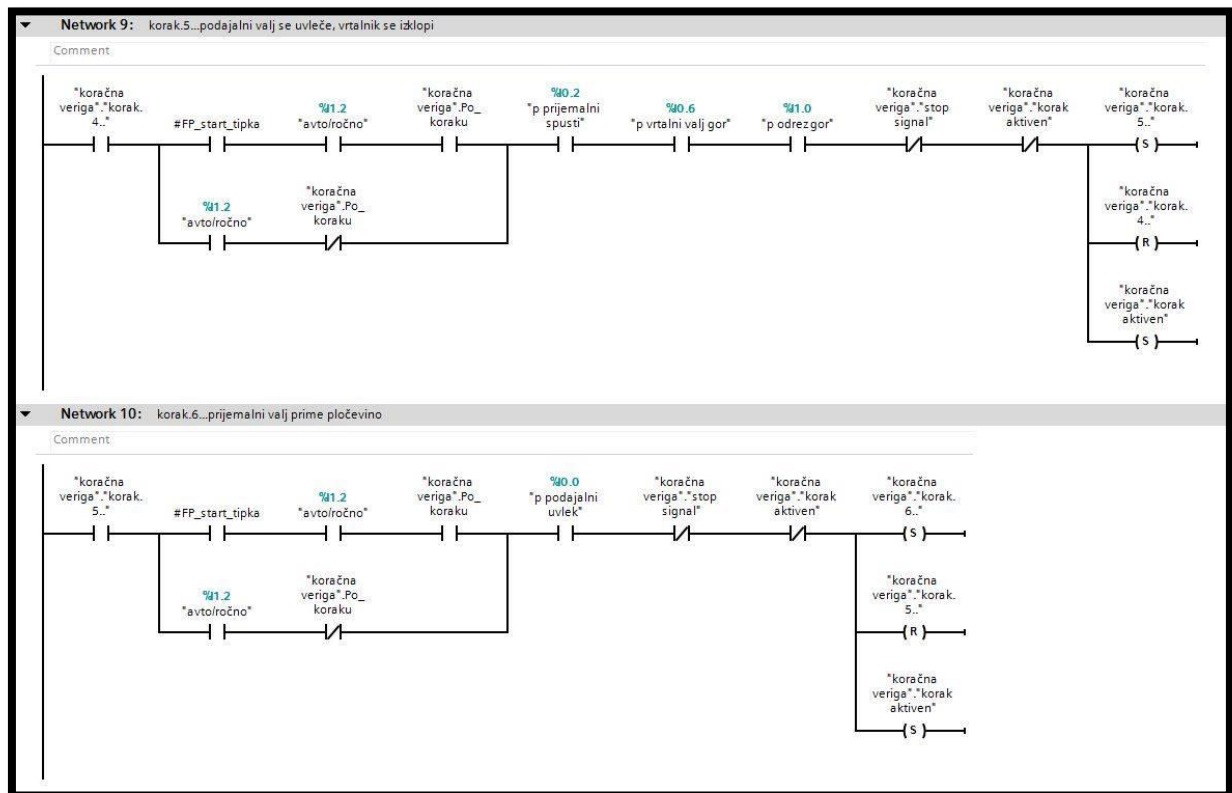 Network 9: korak.5...podajalni valj se uvleče, vrtalnik se izklopi
Comment
"koračna
veriga"."korak.
4.."
#FP_start_tipka
%I1.2
"avto/ročno"
"koračna
veriga".Po_
koraku
%I0.2
"p prijemalni
spusti"
%I0.6
"p vrtalni valj gor"
%I1.0
"p odrez gor"
"koračna
veriga"."stop
signal"
"koračna
veriga"."korak
aktiven"
"koračna
veriga"."korak.
5.."
S
%I1.2
"avto/ročno"
"koračna
veriga".Po_
koraku
"koračna
veriga"."korak.
4.."
R
"koračna
veriga"."korak
aktiven"
S
Network 10: korak.6...prijemalni valj prime pločevino
Comment
"koračna
veriga"."korak.
5.."
#FP_start_tipka
%I1.2
"avto/ročno"
"koračna
veriga".Po_
koraku
%I0.0
"p podajalni
uvlek"
"koračna
veriga"."stop
signal"
"koračna
veriga"."korak
aktiven"
"koračna
veriga"."korak.
6.."
S
%I1.2
"avto/ročno"
"koračna
veriga".Po_
koraku
"koračna
veriga"."korak.
5.."
R
"koračna
veriga"."korak
aktiven"
S